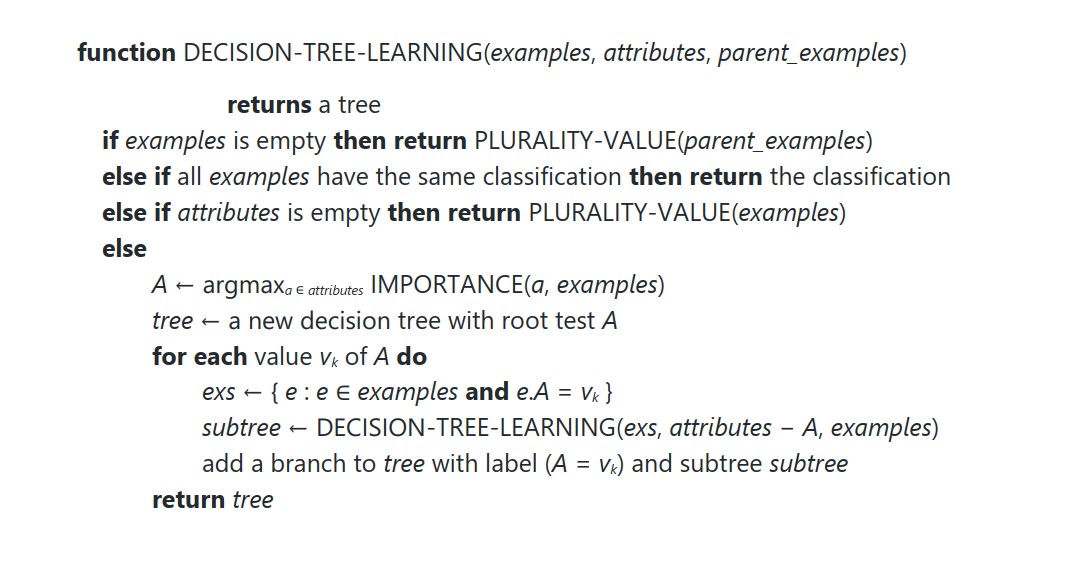 function DECISION-TREE-LEARNING(examples, attributes, parent_examples)
returns a tree
if examples is empty then return PLURALITY-VALUE(parent_examples)
else if all examples have the same classification then return the classification
else if attributes is empty then return PLURALITY-VALUE(examples)
else
A ← argmaxₐ ∈ attributes IMPORTANCE(a, examples)
tree ← a new decision tree with root test A
for each value vₖ of A do
exs ← { e : e ∈ examples and e.A = vₖ }
subtree ← DECISION-TREE-LEARNING(exs, attributes − A, examples)
add a branch to tree with label (A = vₖ) and subtree subtree
return tree